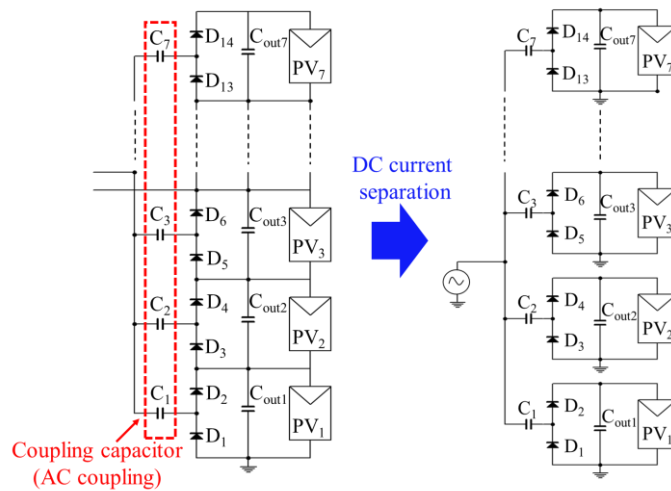 C7
D14
D13
Cout7
PV7
C3
D6
D5
Cout3
PV3
C2
D4
D3
Cout2
PV2
C1
D2
D1
Cout1
PV1
Coupling capacitor
(AC coupling)
DC current
separation
C7
D14
D13
Cout7
PV7
C3
D6
D5
Cout3
PV3
C2
D4
D3
Cout2
PV2
C1
D2
D1
Cout1
PV1